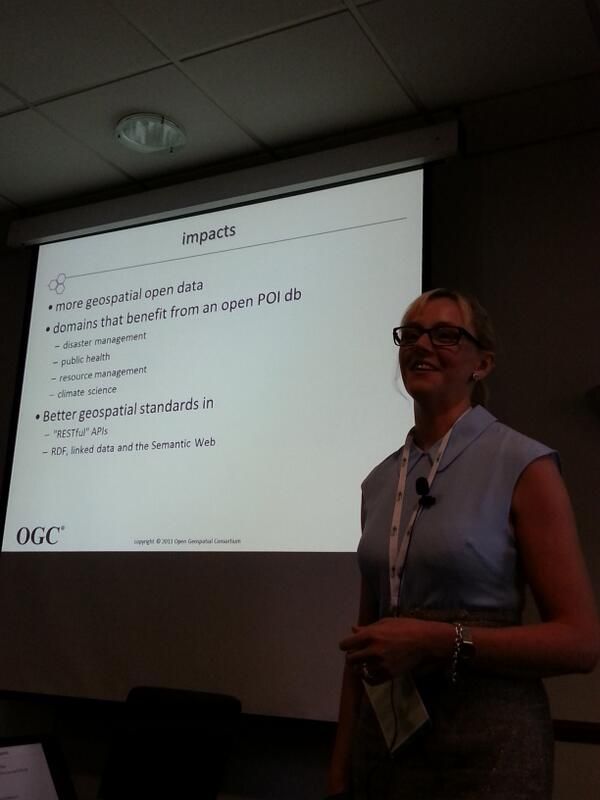 impacts
• more geospatial open data
• domains that benefit from an open POI db
– disaster management
– public health
– resource management
– climate science
• Better geospatial standards in
– "RESTful" APIs
– RDF, linked data and the Semantic Web
OGC®
copyright © 2013 Open Geospatial Consortium